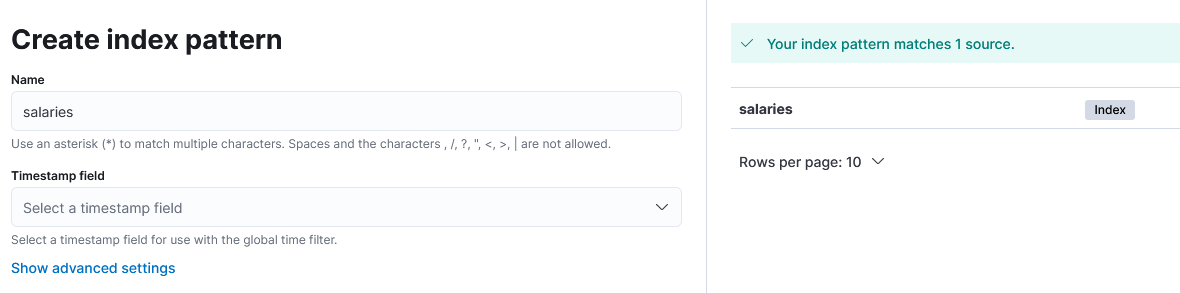 Create index pattern
Name
salaries
Use an asterisk (*) to match multiple characters. Spaces and the characters , /, ?, ", <, >, | are not allowed.
Timestamp field
Select a timestamp field
Select a timestamp field for use with the global time filter.
Show advanced settings
Your index pattern matches 1 source.
salaries Index
Rows per page: 10